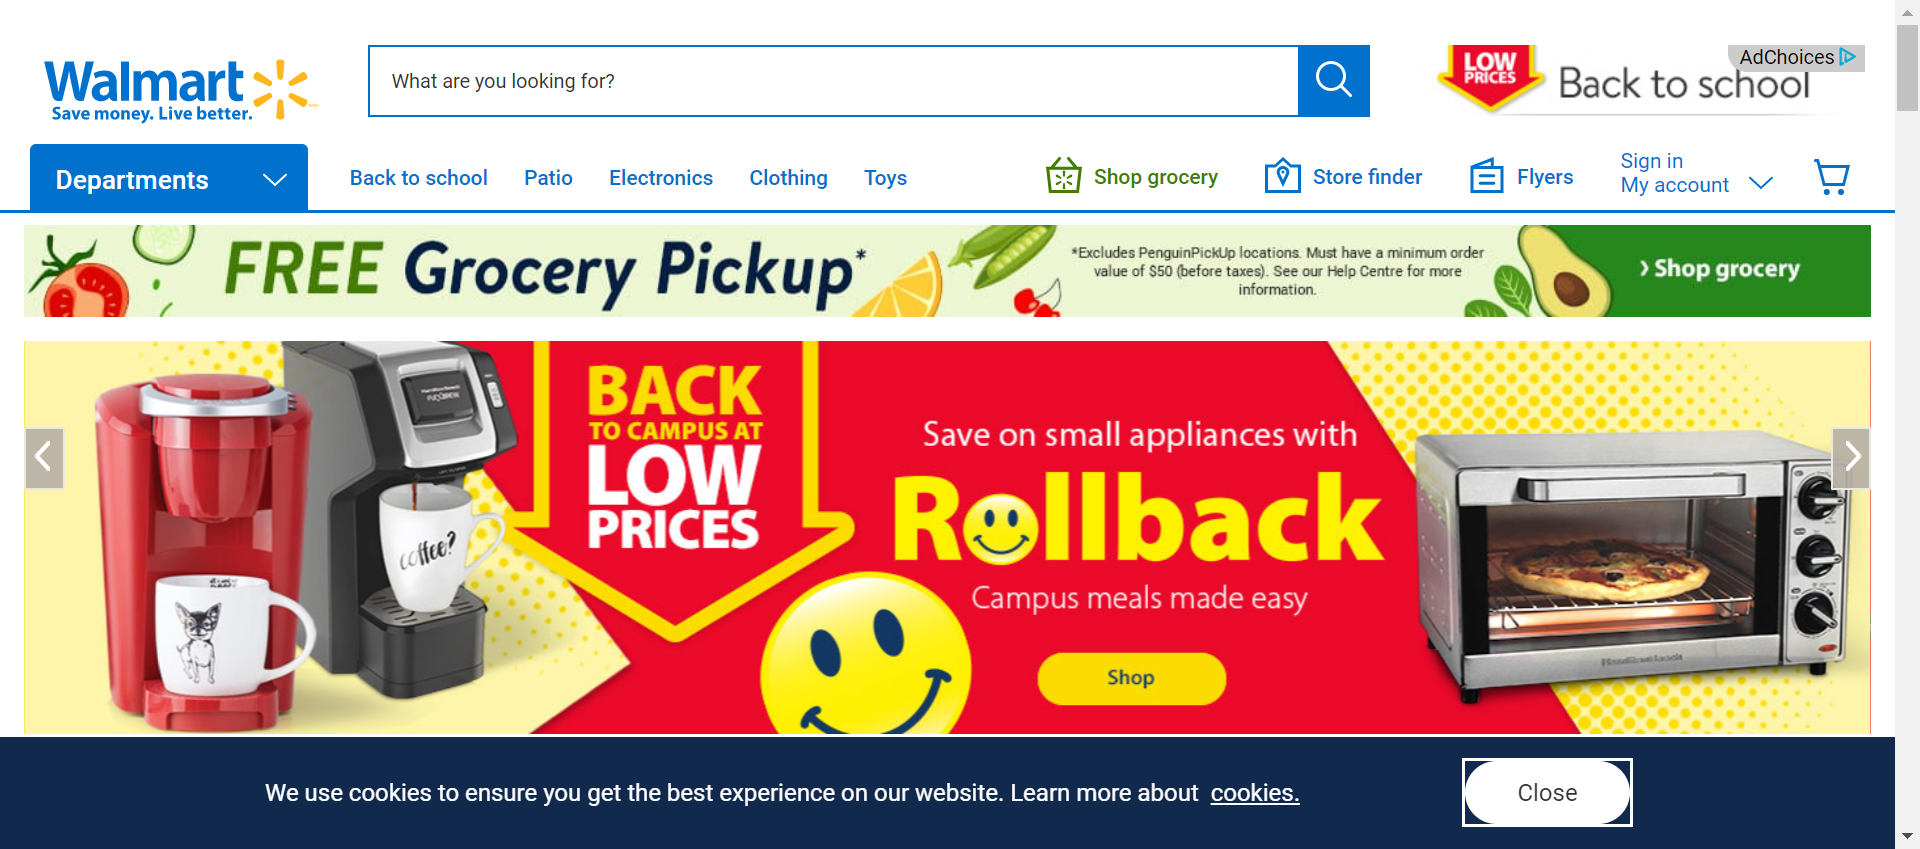 Walmart
Save money. Live better.
What are you looking for?
LOW
PRICES
Back to school
AdChoices
Departments
Back to school
Patio
Electronics
Clothing
Toys
Shop grocery
Store finder
Flyers
Sign in
My account
FREE Grocery Pickup*
*Excludes PenguinPickUp locations. Must have a minimum order
value of $50 (before taxes). See our Help Centre for more
information.
› Shop grocery
BACK
TO CAMPUS AT
LOW
PRICES
coffee?
Save on small appliances with
Rollback
Campus meals made easy
Shop
We use cookies to ensure you get the best experience on our website. Learn more about cookies.
Close